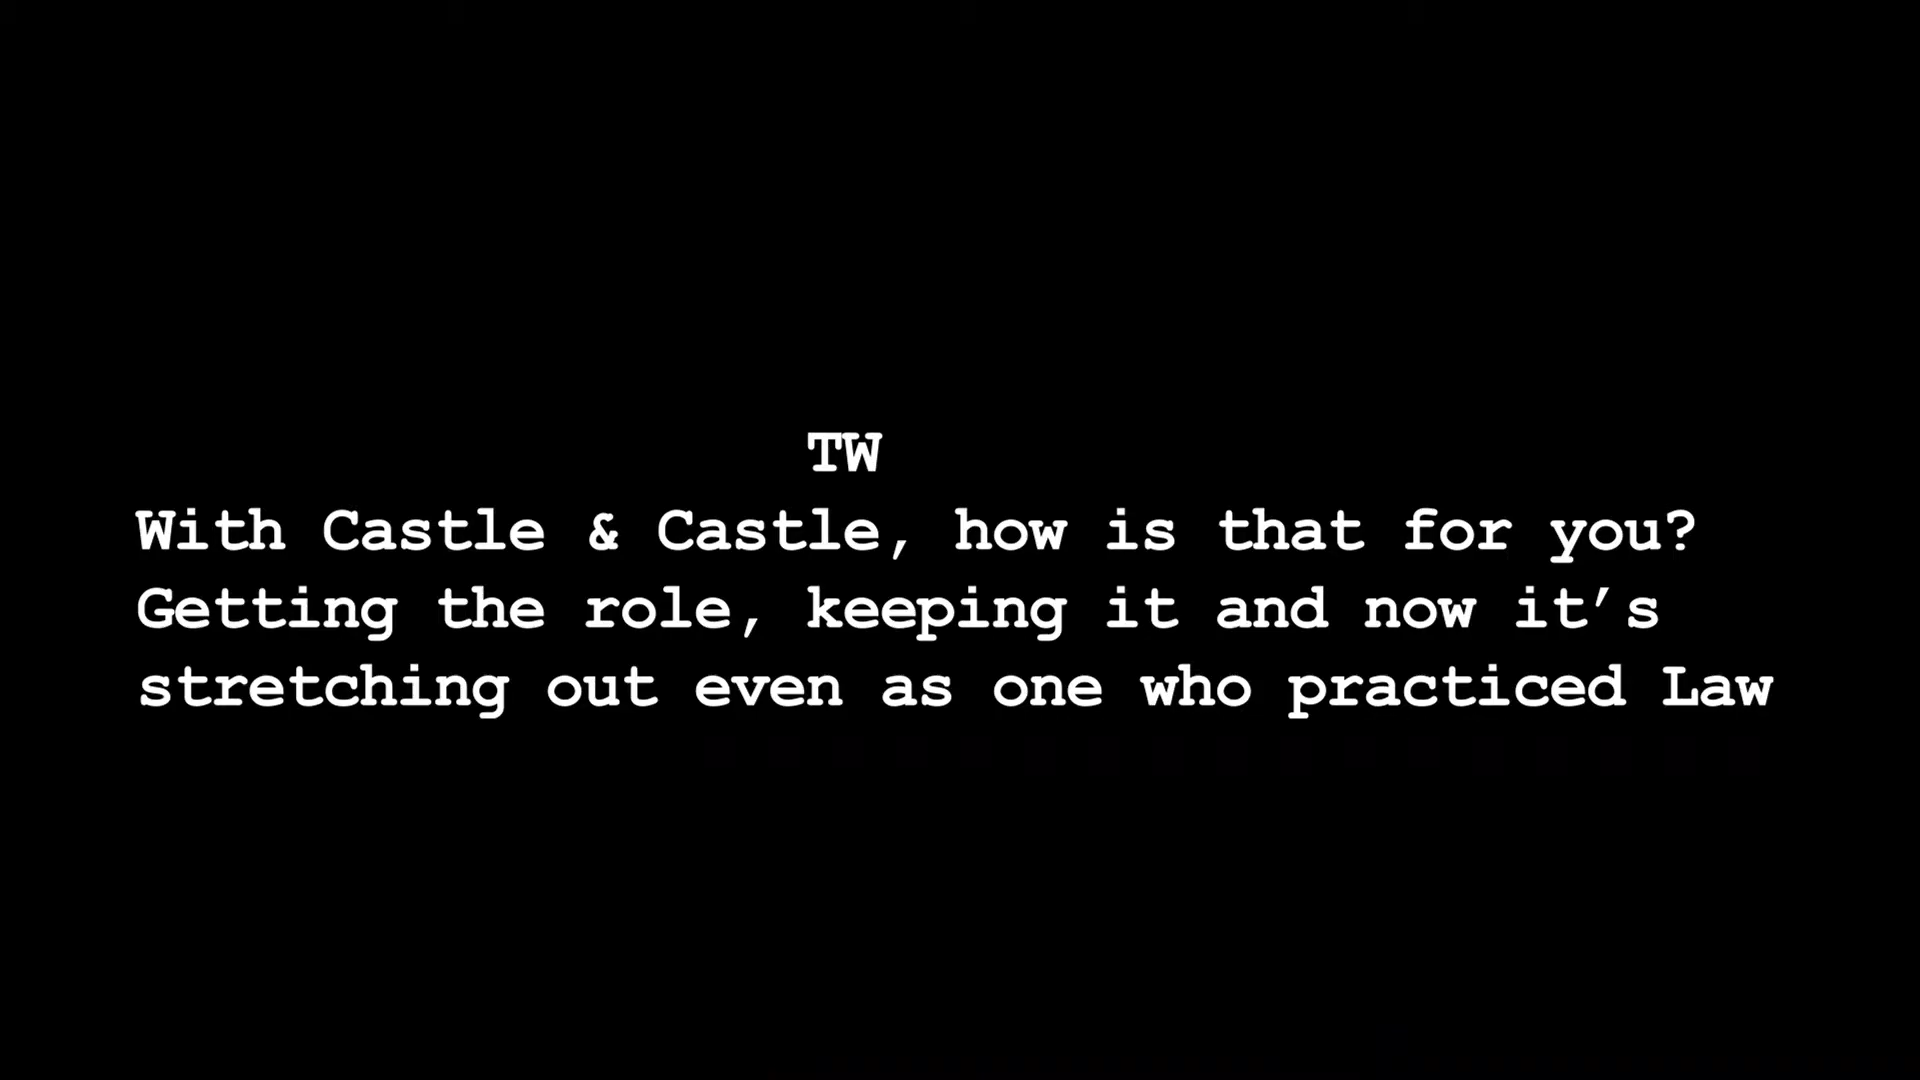 TW
With Castle & Castle, how is that for you?
Getting the role, keeping it and now it’s
stretching out even as one who practiced Law